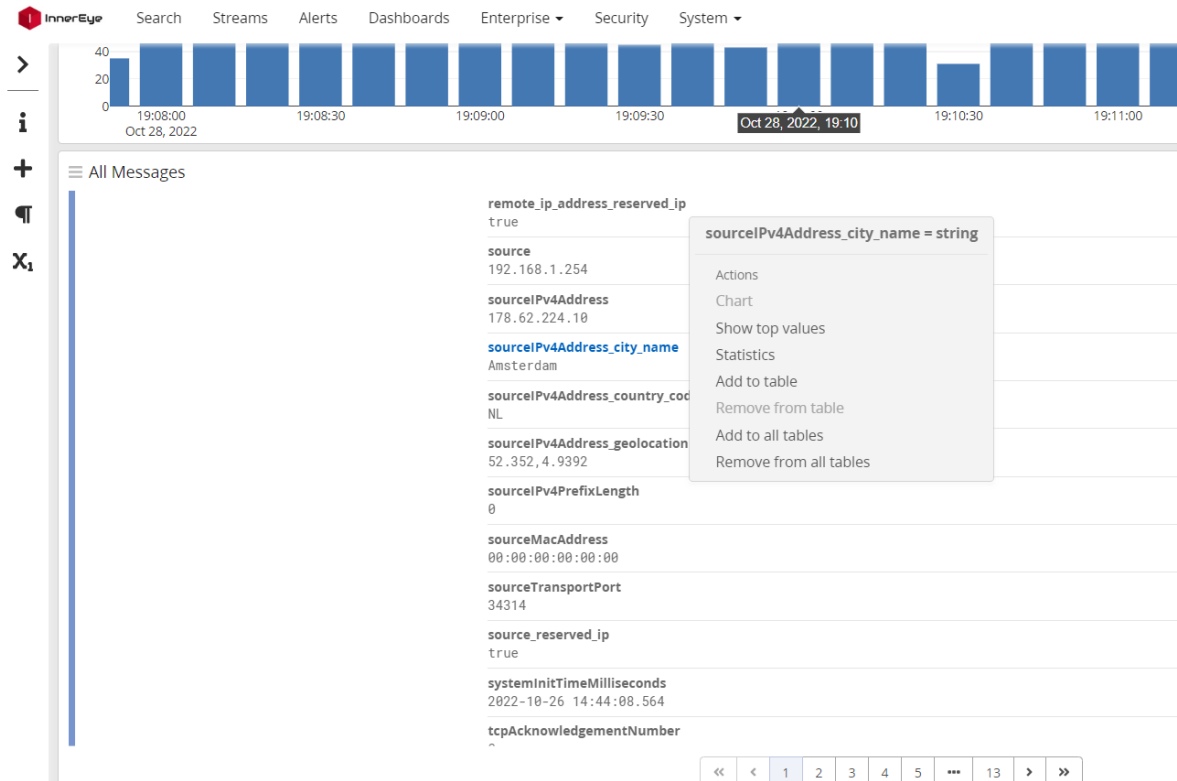 InnerEye Search Streams Alerts Dashboards Enterprise Security System
40
20
0
19:08:00 19:08:30 19:09:00 19:09:30 19:10:30 19:11:00
Oct 28, 2022
Oct 28, 2022, 19:10
All Messages
remote_ip_address_reserved_ip
true
source
192.168.1.254
sourceIPv4Address
178.62.224.10
sourceIPv4Address_city_name
Amsterdam
sourceIPv4Address_country_cod
NL
sourceIPv4Address_geolocation
52.352,4.9392
sourceIPv4PrefixLength
0
sourceMacAddress
00:00:00:00:00:00
sourceTransportPort
34314
source_reserved_ip
true
systemInitTimeMilliseconds
2022-10-26 14:44:08.564
tcpAcknowledgementNumber
sourceIPv4Address_city_name = string
Actions
Chart
Show top values
Statistics
Add to table
Remove from table
Add to all tables
Remove from all tables
« ‹ 1 2 3 4 5 ••• 13 › »